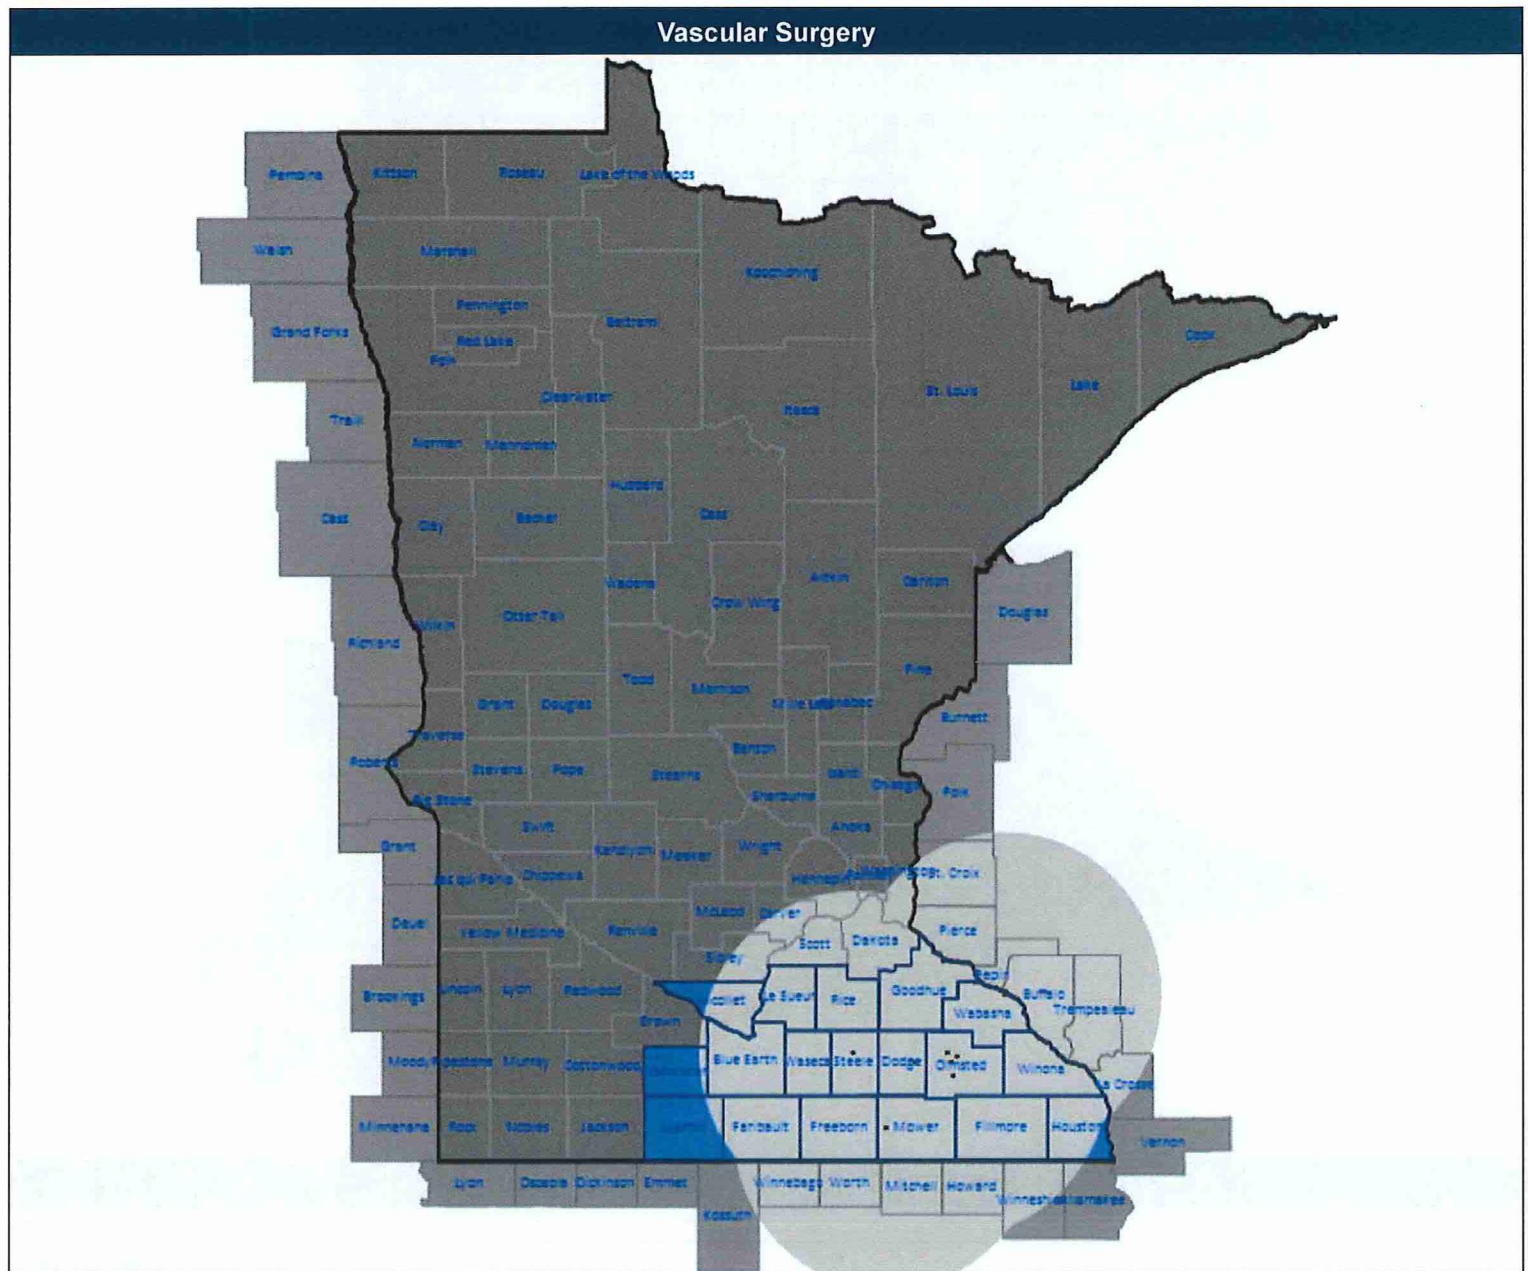 Vascular Surgery
Pembina
Kittson
Roseau
Lake of the Woods
Walsh
Marshall
Koochiching
Grand Forks
Pennington
Beltrami
Cook
Red Lake
Polk
Clearwater
St. Louis
Lake
Itasca
Traill
Norman
Mahnomen
Hubbard
Cass
Cass
Clay
Becker
Wadena
Aitkin
Carlton
Crow Wing
Douglas
Richland
Wilkin
Otter Tail
Pine
Todd
Morrison
Grant
Douglas
Mille Lacs
Burnett
Traverse
Benton
Roberts
Stevens
Pope
Stearns
Isanti
Chisago
Polk
Sherburne
Big Stone
Swift
Anoka
Grant
Kandiyohi
Meeker
Wright
Lac qui Parle
Chippewa
Hennepin
St. Croix
McLeod
Carver
Deuel
Yellow Medicine
Renville
Scott
Dakota
Pierce
Sibley
Pepin
Brookings
Lincoln
Lyon
Redwood
Le Sueur
Rice
Goodhue
Buffalo
Trempealeau
Wabasha
Brown
Moody
Pipestone
Murray
Cottonwood
Blue Earth
Waseca
Steele
Dodge
Olmsted
Winona
La Crosse
Minnehaha
Rock
Nobles
Jackson
Faribault
Freeborn
Mower
Fillmore
Houston
Vernon
Lyon
Osceola
Dickinson
Emmet
Winnebago
Worth
Mitchell
Howard
Kossuth